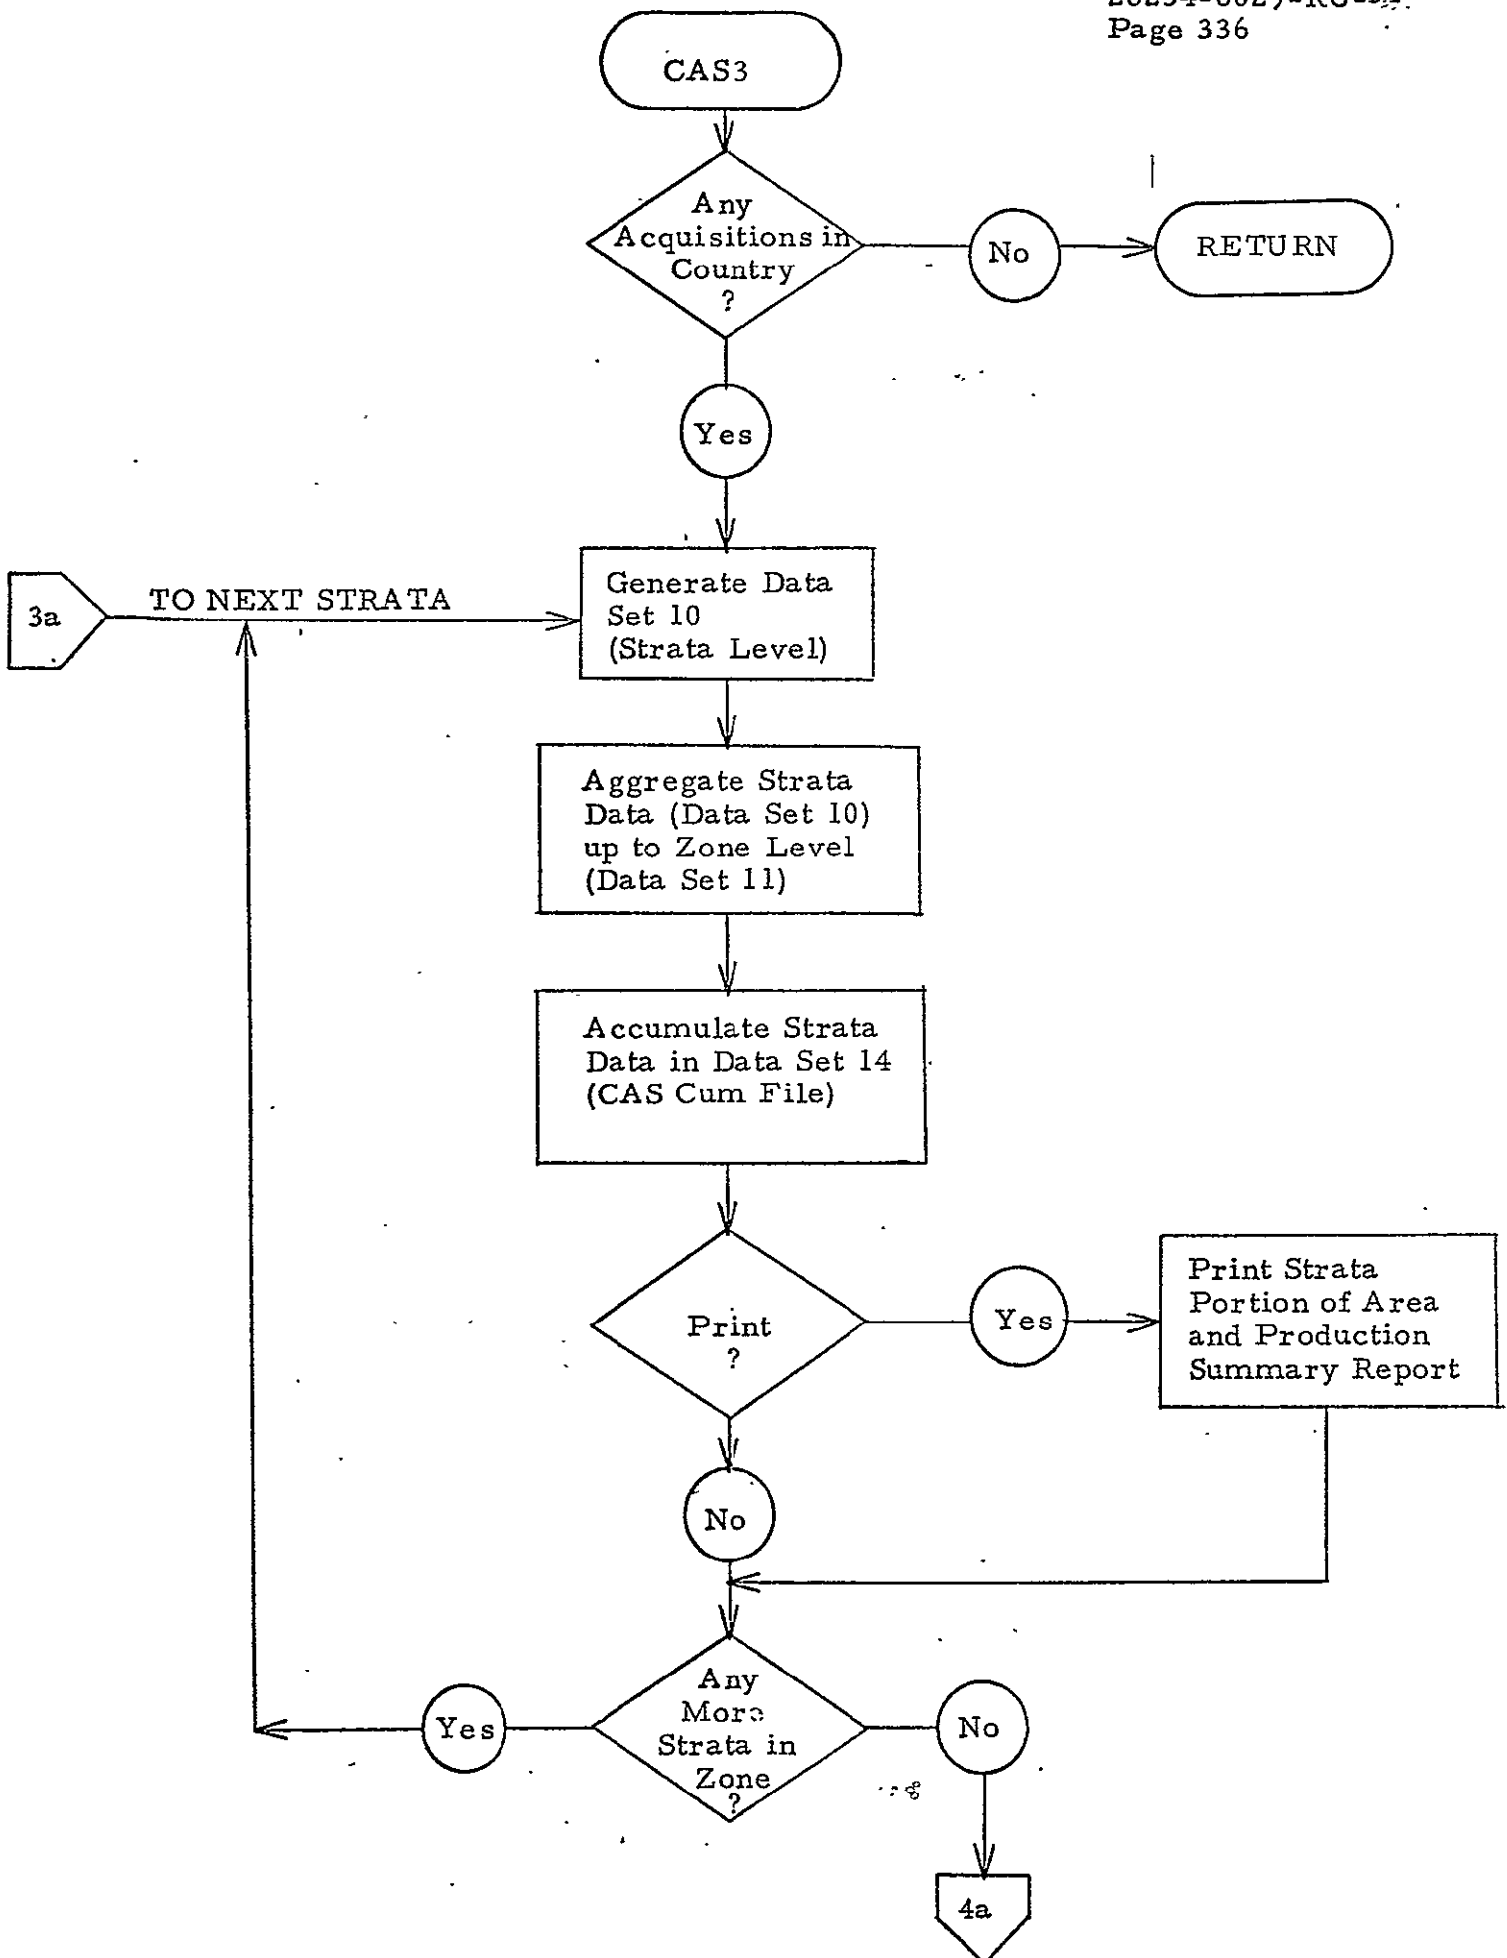 Page 336
CAS3
Any
Acquisitions in
Country
?
No
RETURN
Yes
3a
TO NEXT STRATA
Generate Data
Set 10
(Strata Level)
Aggregate Strata
Data (Data Set 10)
up to Zone Level
(Data Set 11)
Accumulate Strata
Data in Data Set 14
(CAS Cum File)
Print
?
Yes
Print Strata
Portion of Area
and Production
Summary Report
No
Any
More
Strata in
Zone
?
Yes
No
4a